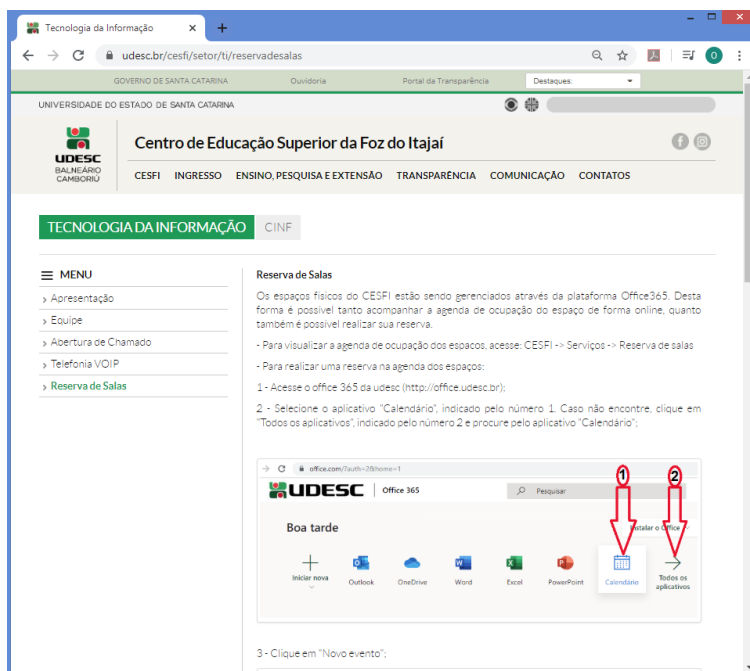 Tecnologia da Informação
udesc.br/cesfi/setor/ti/reservadesalas
O
GOVERNO DE SANTA CATARINA
Ouvidoria
Portal da Transparência
Destaques:
UNIVERSIDADE DO ESTADO DE SANTA CATARINA
UDESC
BALNEÁRIO
CAMBORIÚ
Centro de Educação Superior da Foz do Itajaí
CESFI INGRESSO ENSINO, PESQUISA E EXTENSÃO TRANSPARÊNCIA COMUNICAÇÃO CONTATOS
TECNOLOGIA DA INFORMAÇÃO CINF
MENU
Apresentação
Equipe
Abertura de Chamado
Telefonia VOIP
Reserva de Salas
Reserva de Salas
Os espaços físicos do CESFI estão sendo gerenciados através da plataforma Office365. Desta
forma é possível tanto acompanhar a agenda de ocupação do espaço de forma online, quanto
também é possível realizar sua reserva.
- Para visualizar a agenda de ocupação dos espacos, acesse: CESFI -> Serviços -> Reserva de salas
- Para realizar uma reserva na agenda dos espaços:
1 - Acesse o office 365 da udesc (http://office.udesc.br);
2 - Selecione o aplicativo "Calendário", indicado pelo número 1. Caso não encontre, clique em
"Todos os aplicativos", indicado pelo número 2 e procure pelo aplicativo "Calendário";
office.com/?auth=2&home=1
UDESC Office 365
Pesquisar
1 2
Boa tarde
Instalar o Office
Iniciar nova
Outlook
OneDrive
Word
Excel
PowerPoint
Calendário
Todos os
aplicativos
3 - Clique em "Novo evento";